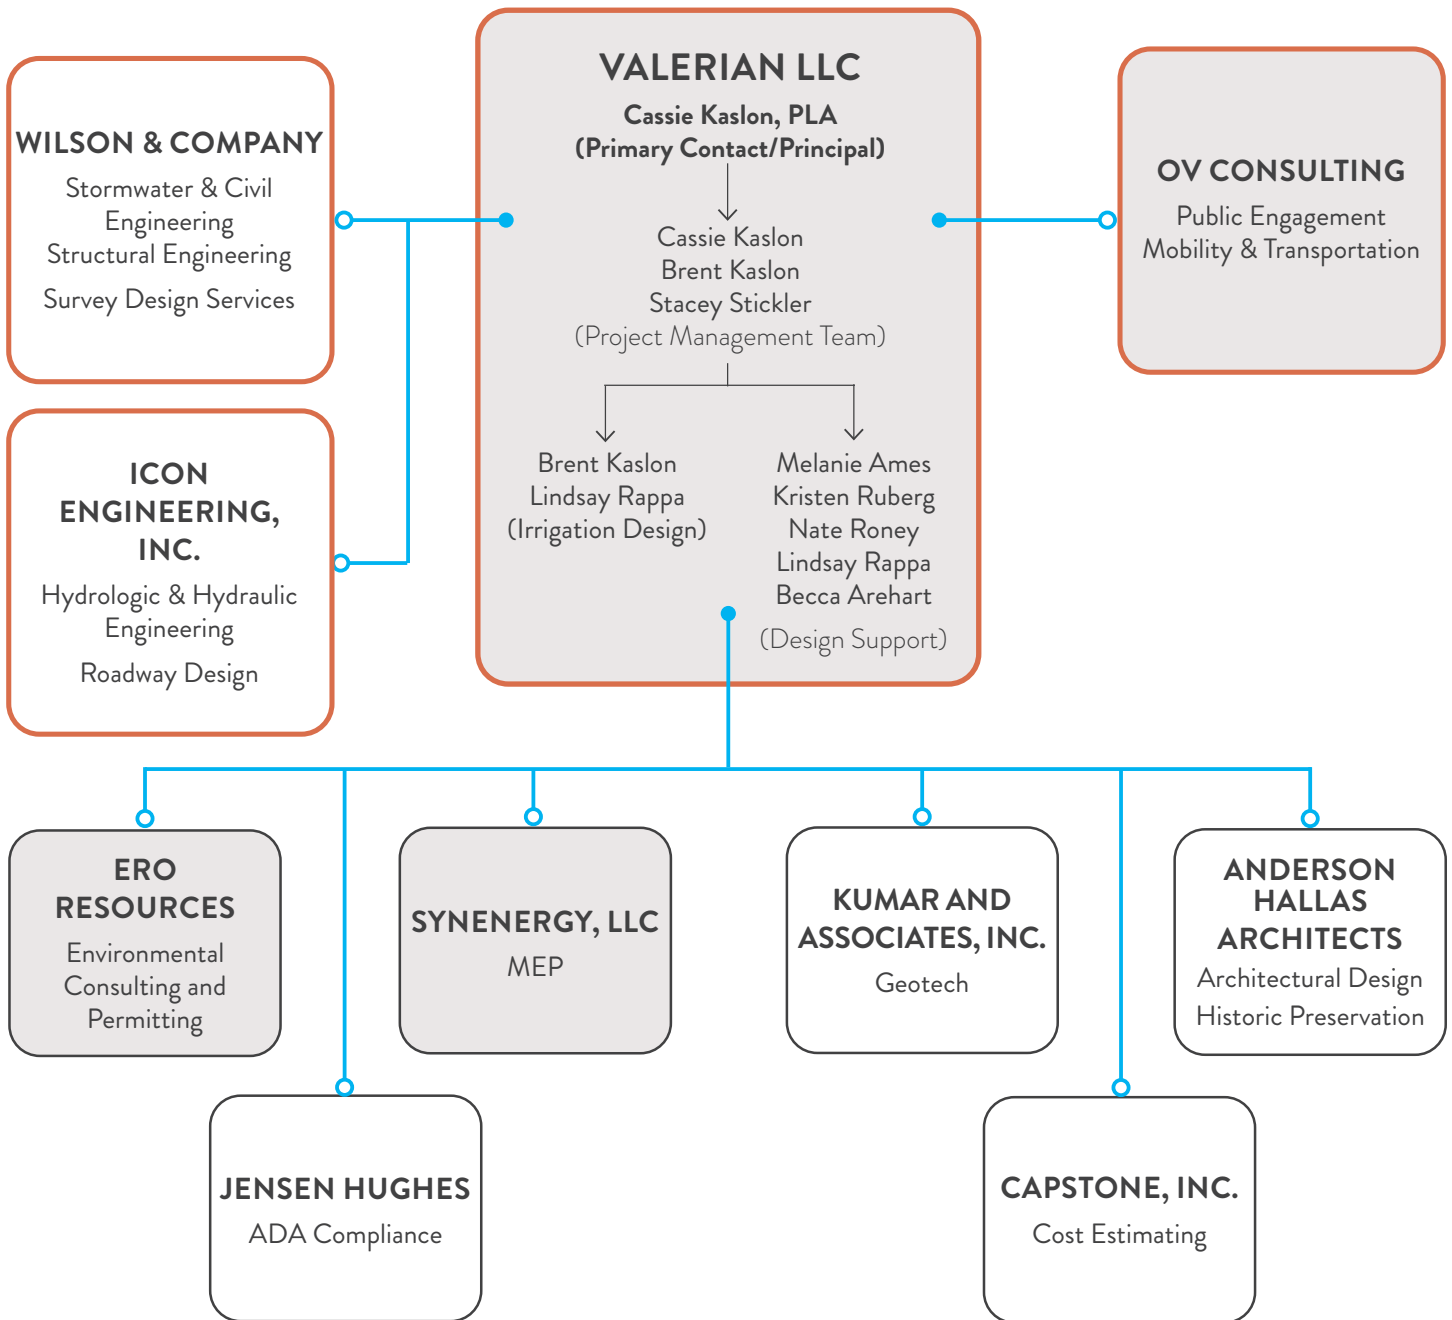 VALERIAN LLC
Cassie Kaslon, PLA
(Primary Contact/Principal)
Cassie Kaslon
Brent Kaslon
Stacey Stickler
(Project Management Team)
Brent Kaslon
Lindsay Rappa
(Irrigation Design)
Melanie Ames
Kristen Ruberg
Nate Roney
Lindsay Rappa
Becca Arehart
(Design Support)
WILSON & COMPANY
Stormwater & Civil
Engineering
Structural Engineering
Survey Design Services
ICON
ENGINEERING,
INC.
Hydrologic & Hydraulic
Engineering
Roadway Design
OV CONSULTING
Public Engagement
Mobility & Transportation
ERO
RESOURCES
Environmental
Consulting and
Permitting
SYNENERGY, LLC
MEP
KUMAR AND
ASSOCIATES, INC.
Geotech
ANDERSON
HALLAS
ARCHITECTS
Architectural Design
Historic Preservation
JENSEN HUGHES
ADA Compliance
CAPSTONE, INC.
Cost Estimating